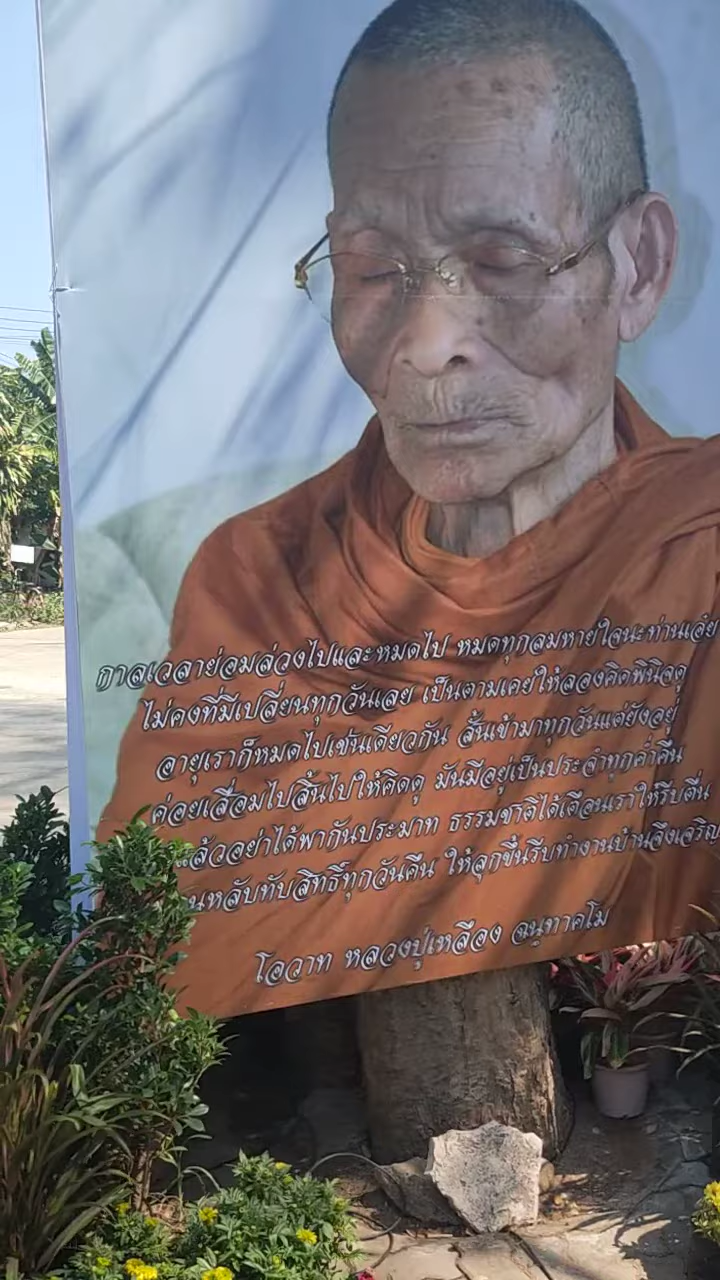 กาลเวลาย่อมล่วงไปและหมดไป หมดทุกลมหายใจนะท่านเอ๋ย
ไม่คงที่มีเปลี่ยนทุกวันเลย เป็นตามเคยให้ลองคิดพินิจดู
อายุเราก็หมดไปเช่นเดียวกัน สั้นเข้ามาทุกวันแต่ยังอยู่
ค่อยเสื่อมไปสิ้นไปให้คิดดู มันมีอยู่เป็นประจำทุกค่ำคืน
แล้วอย่าได้พากันประมาท ธรรมชาติได้เตือนเราให้รีบตื่น
นหลับทับสิทธิ์ทุกวันคืน ให้ลุกขึ้นรีบทำงานบ้านจึงเจริญ
โอวาท หลวงปู่เหลือง ฉนฺทาคโม